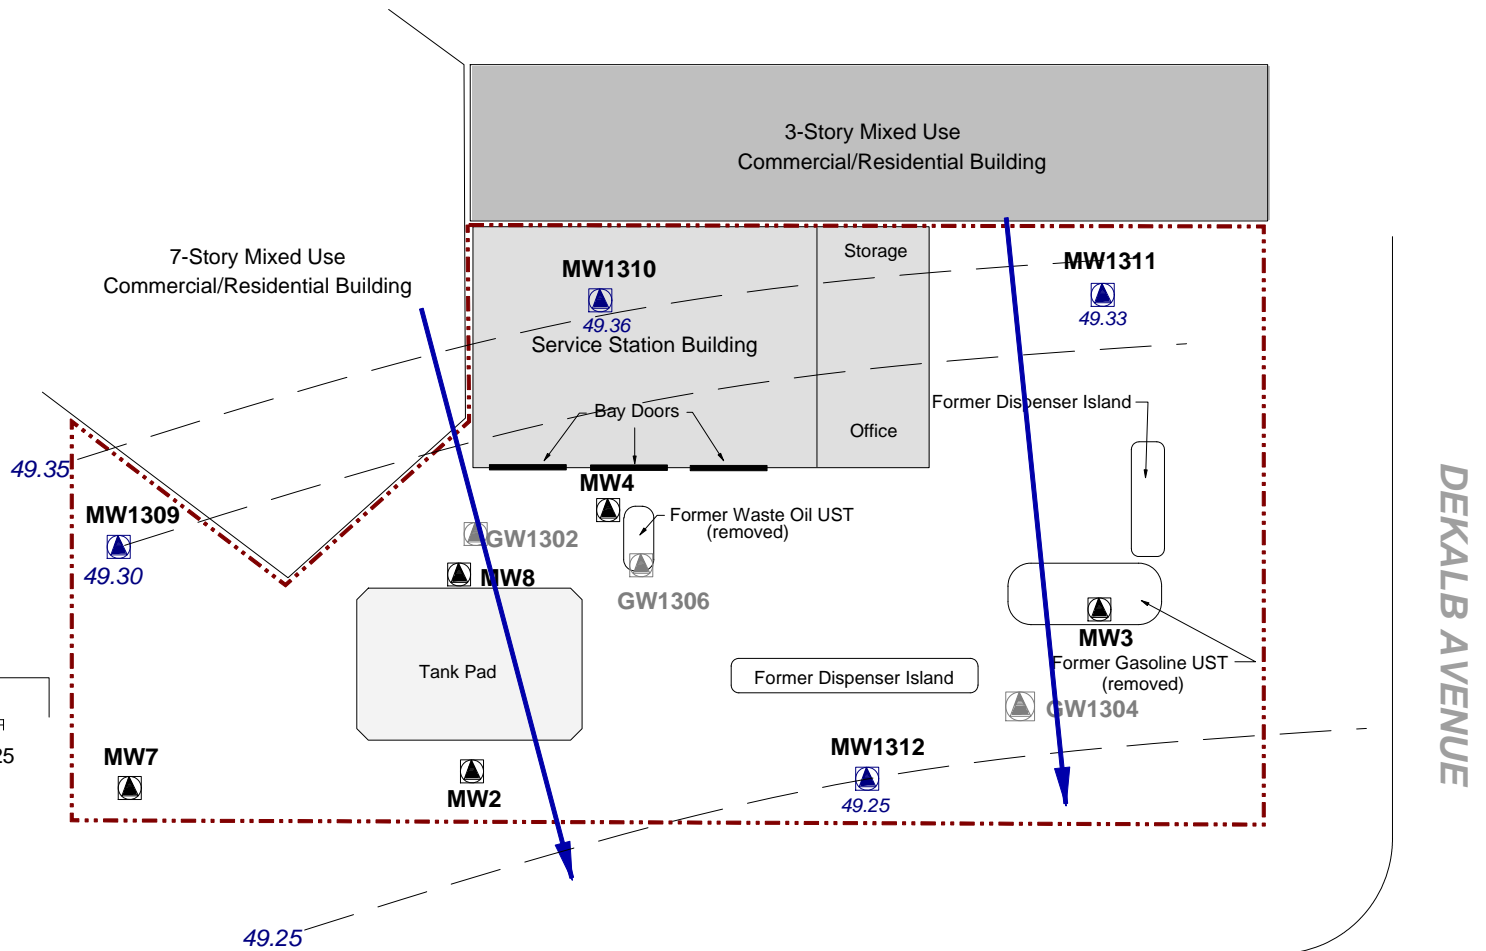 3-Story Mixed Use
Commercial/Residential Building
7-Story Mixed Use
Commercial/Residential Building
Storage
MW1310
49.36
MW1311
49.33
Service Station Building
Bay Doors
Former Dispenser Island
Office
49.35
MW1309
49.30
MW4
Former Waste Oil UST
(removed)
GW1302
MW8
GW1306
MW3
Former Gasoline UST
(removed)
Tank Pad
Former Dispenser Island
GW1304
MW7
MW2
MW1312
49.25
49.25
DEKALB AVENUE